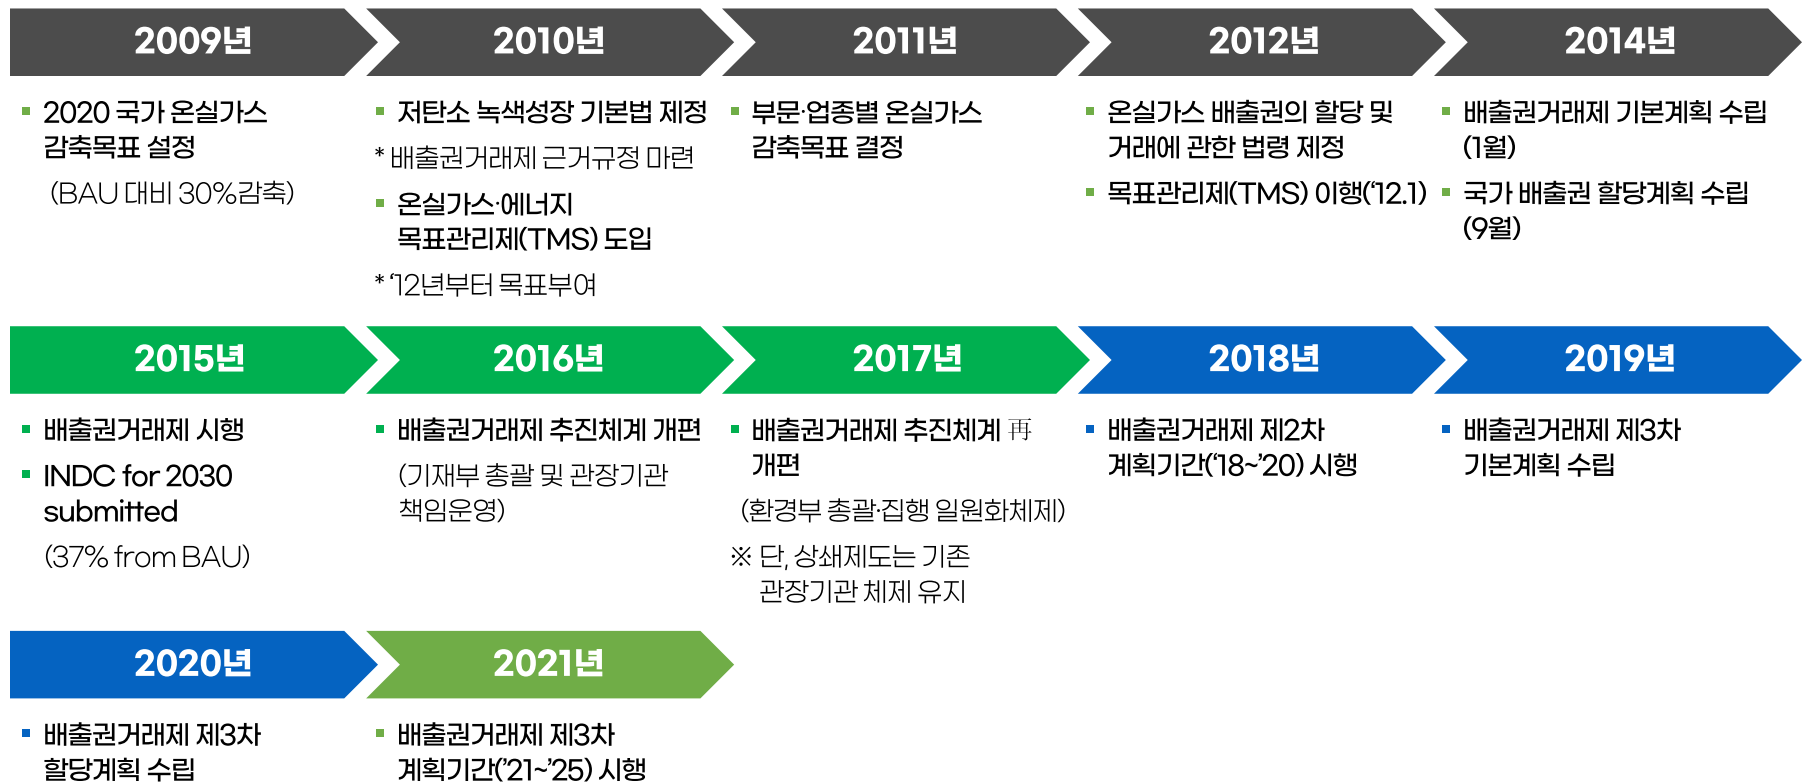 2009년
2020 국가 온실가스
감축목표 설정
(BAU 대비 30%감축)
2010년
저탄소 녹색성장 기본법 제정
* 배출권거래제 근거규정 마련
온실가스·에너지
목표관리제(TMS) 도입
* ‘12년부터 목표부여
2011년
부문·업종별 온실가스
감축목표 결정
2012년
온실가스 배출권의 할당 및
거래에 관한 법령 제정
목표관리제(TMS) 이행(‘12.1)
2014년
배출권거래제 기본계획 수립
(1월)
국가 배출권 할당계획 수립
(9월)
2015년
배출권거래제 시행
INDC for 2030
submitted
(37% from BAU)
2016년
배출권거래제 추진체계 개편
(기재부 총괄 및 관장기관
책임운영)
2017년
배출권거래제 추진체계 再
개편
(환경부 총괄·집행 일원화체제)
※ 단, 상쇄제도는 기존
관장기관 체제 유지
2018년
배출권거래제 제2차
계획기간(‘18~’20) 시행
2019년
배출권거래제 제3차
기본계획 수립
2020년
배출권거래제 제3차
할당계획 수립
2021년
배출권거래제 제3차
계획기간(’21~’25) 시행